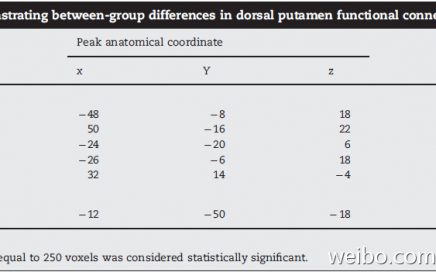 strating between-group differences in dorsal putamen functional conne
Peak anatomical coordinate
x Y z
−48 −8 18
50 −16 22
−24 −20 6
−26 −6 18
32 14 −4
−12 −50 −18
equal to 250 voxels was considered statistically significant.
weibo.com